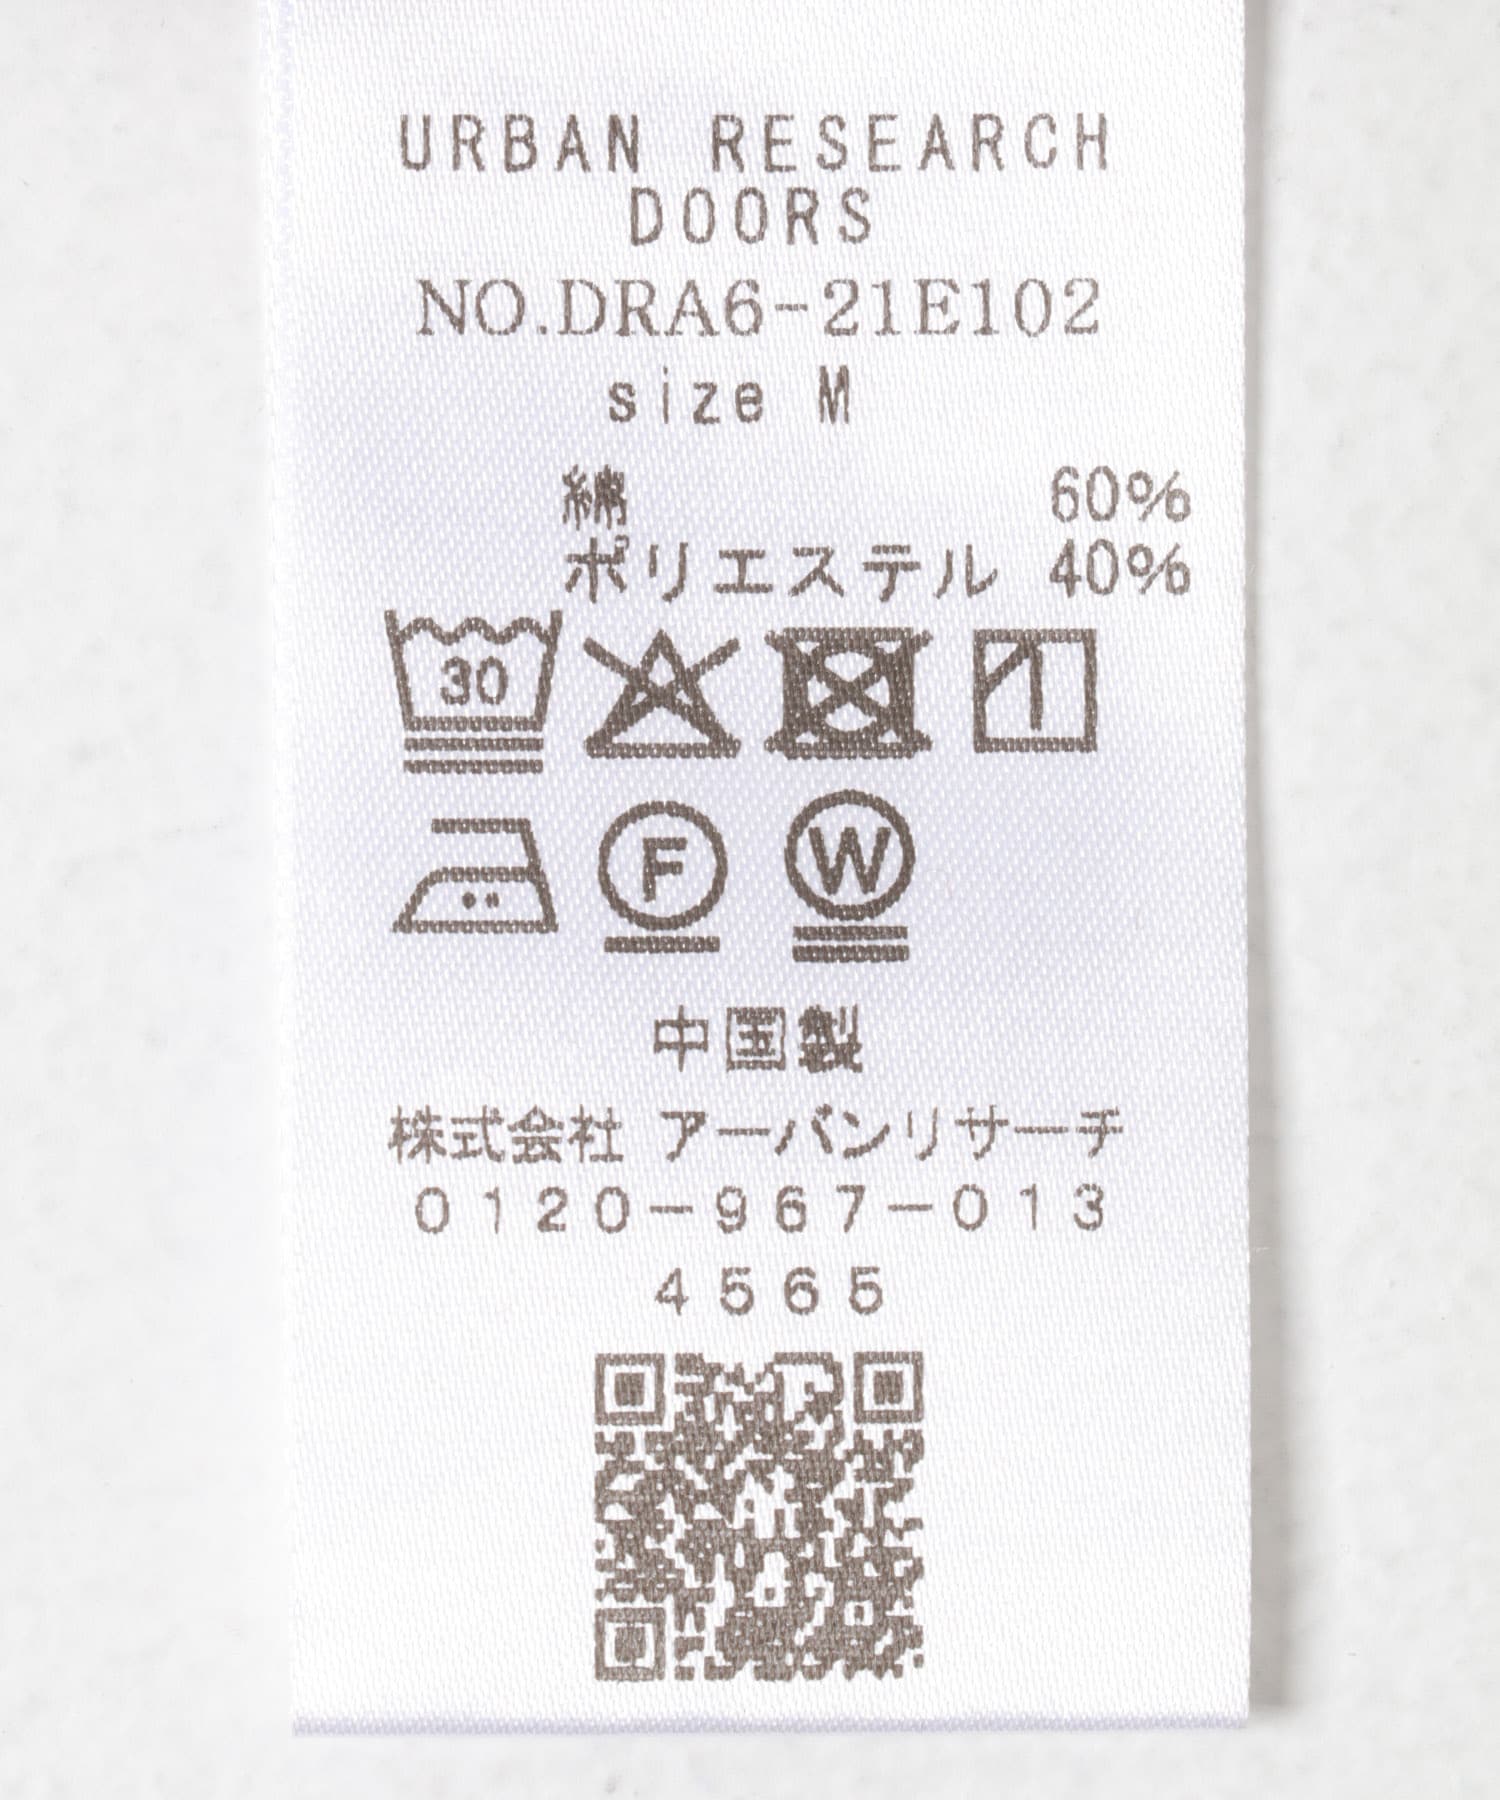 URBAN RESEARCH
DOORS
NO.DRA6-21E102
size M
綿 60%
ポリエステル 40%
30
F W
中国製
株式会社 アーバンリサーチ
0120-967-013
4565